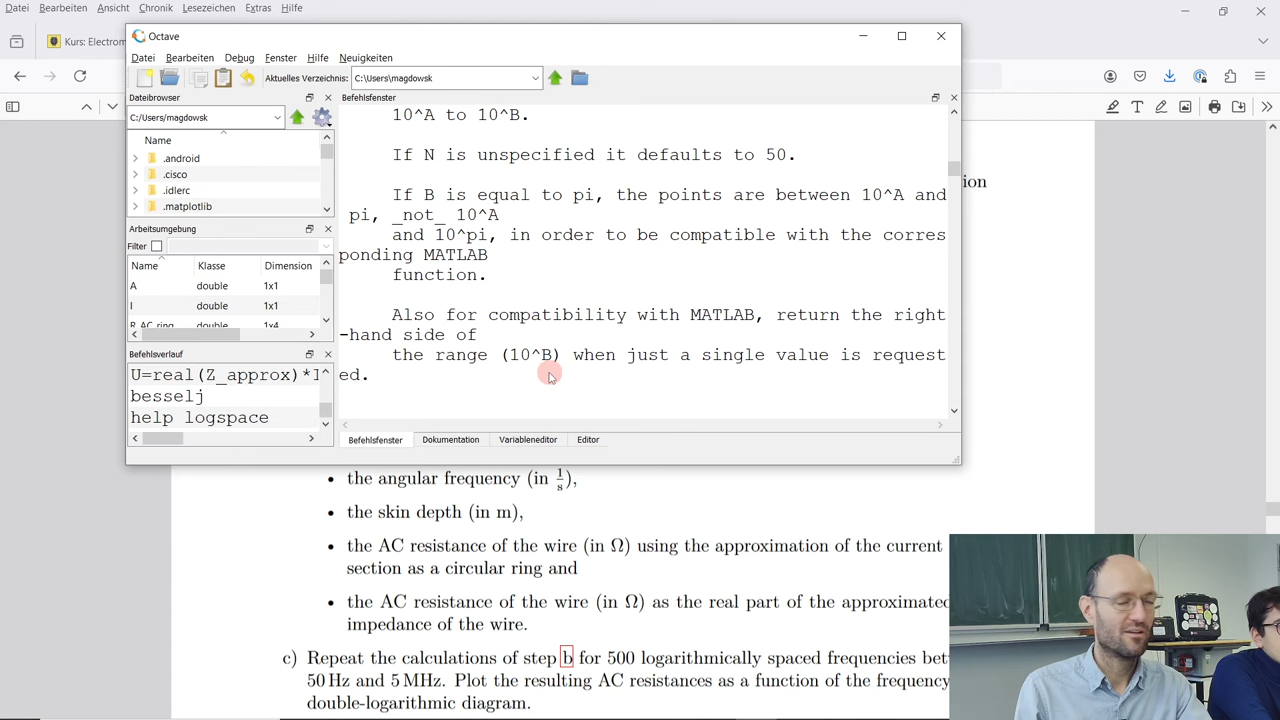 Datei Bearbeiten Ansicht Chronik Lesezeichen Extras Hilfe
Kurs: Electrom
Octave
Datei Bearbeiten Debug Fenster Hilfe Neuigkeiten
Aktuelles Verzeichnis: C:\Users\magdowsk
Dateibrowser
C:/Users/magdowsk
Name
.android
.cisco
.idlerc
.matplotlib
Arbeitsumgebung
Filter
Name Klasse Dimension
A double 1x1
I double 1x1
R_AC_ring double 1x4
Befehlsverlauf
U=real(Z_approx)*I
besselj
help logspace
Befehlsfenster
10^A to 10^B.
If N is unspecified it defaults to 50.
If B is equal to pi, the points are between 10^A and
pi, _not_ 10^A
and 10^pi, in order to be compatible with the corres
ponding MATLAB
function.
Also for compatibility with MATLAB, return the right
-hand side of
the range (10^B) when just a single value is request
ed.
Befehlsfenster Dokumentation Variableneditor Editor
ion
• the angular frequency (in 1/s),
• the skin depth (in m),
• the AC resistance of the wire (in Ω) using the approximation of the current
section as a circular ring and
• the AC resistance of the wire (in Ω) as the real part of the approximated
impedance of the wire.
c) Repeat the calculations of step b for 500 logarithmically spaced frequencies bet
50 Hz and 5 MHz. Plot the resulting AC resistances as a function of the frequency
double-logarithmic diagram.